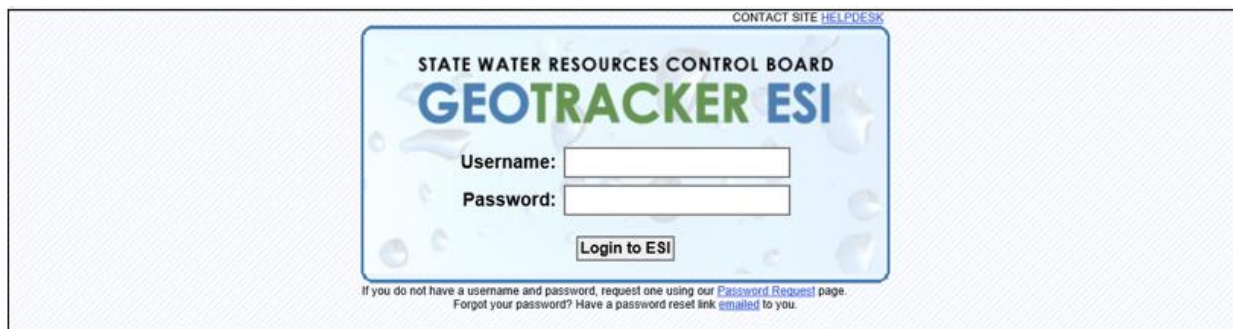 CONTACT SITE HELPDESK
STATE WATER RESOURCES CONTROL BOARD
GEOTRACKER ESI
Username:
Password:
Login to ESI
If you do not have a username and password, request one using our Password Request page.
Forgot your password? Have a password reset link emailed to you.